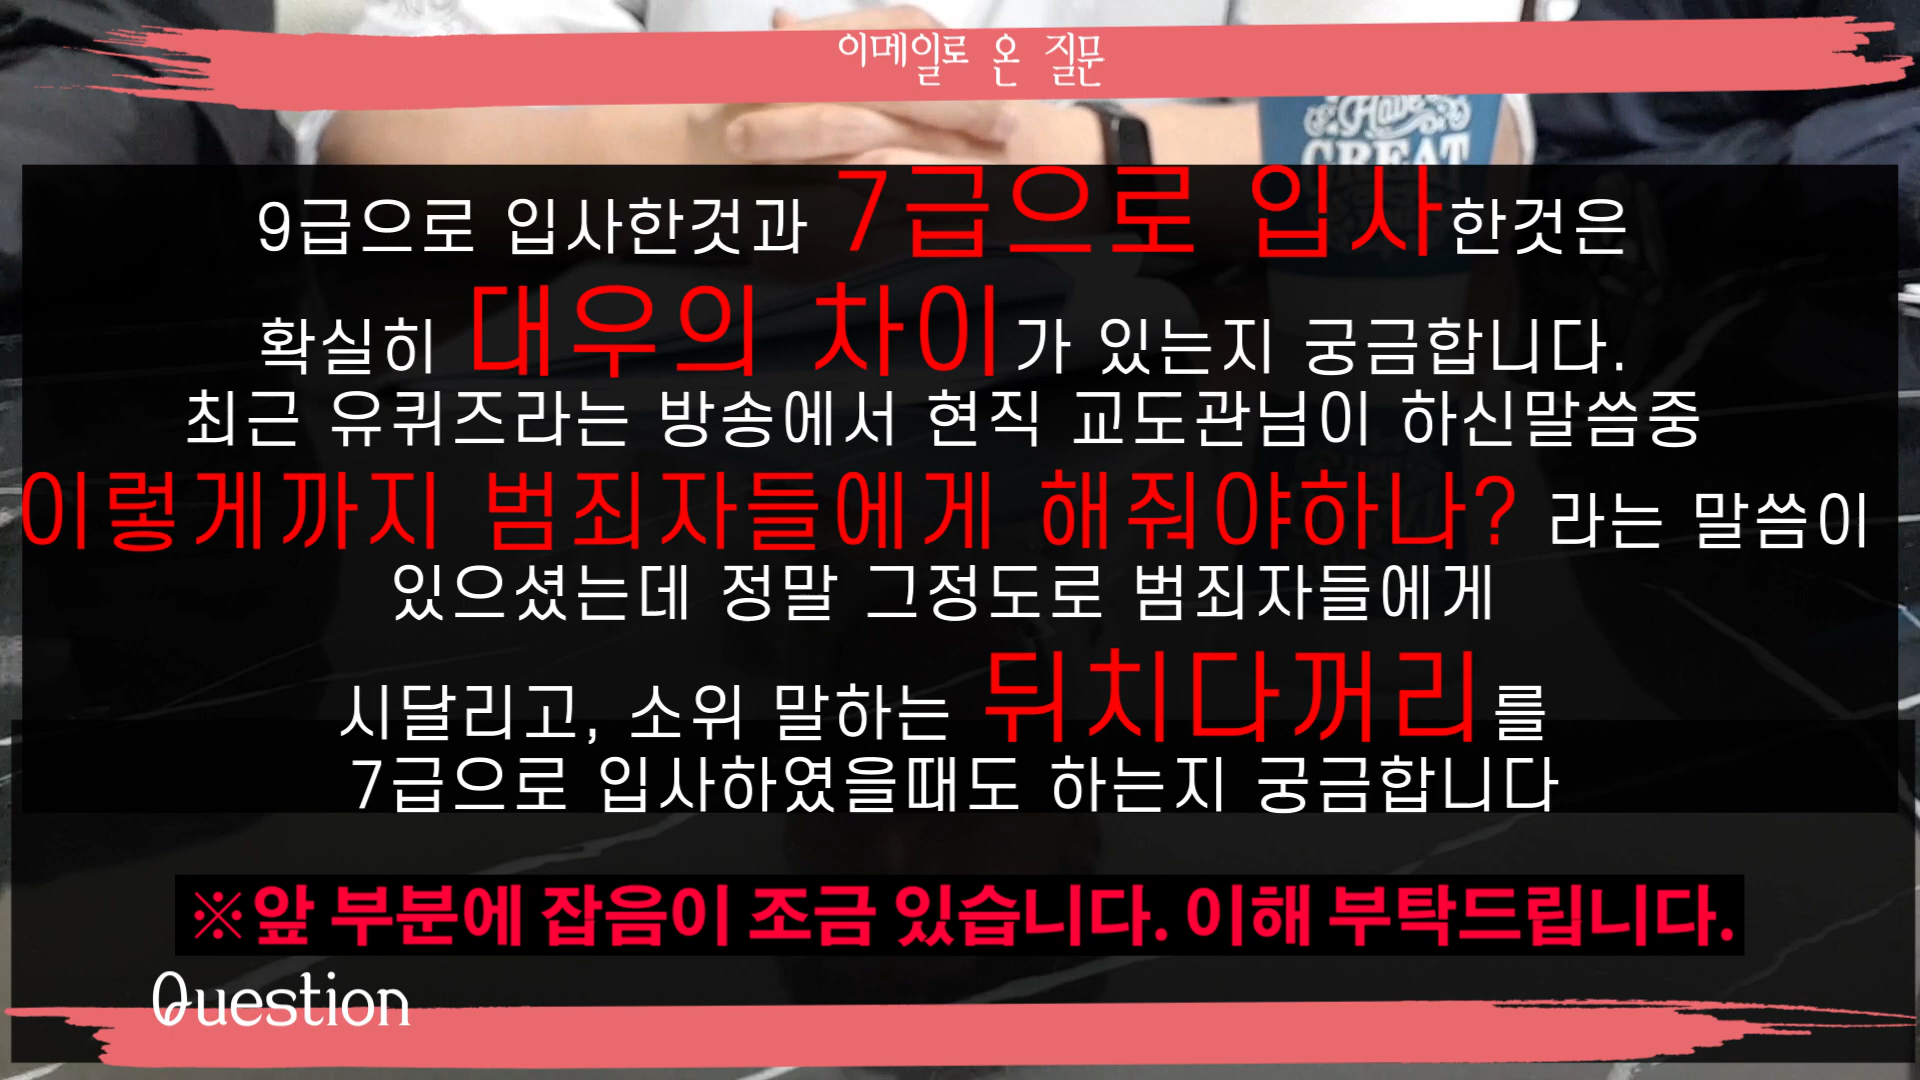 이메일로 온 질문
Have
GREAT
9급으로 입사한것과 7급으로 입사한것은
확실히 대우의 차이가 있는지 궁금합니다.
최근 유퀴즈라는 방송에서 현직 교도관님이 하신말씀중
이렇게까지 범죄자들에게 해줘야하나? 라는 말씀이
있으셨는데 정말 그정도로 범죄자들에게
시달리고, 소위 말하는 뒤치다꺼리를
7급으로 입사하였을때도 하는지 궁금합니다
※앞 부분에 잡음이 조금 있습니다. 이해 부탁드립니다.
Question